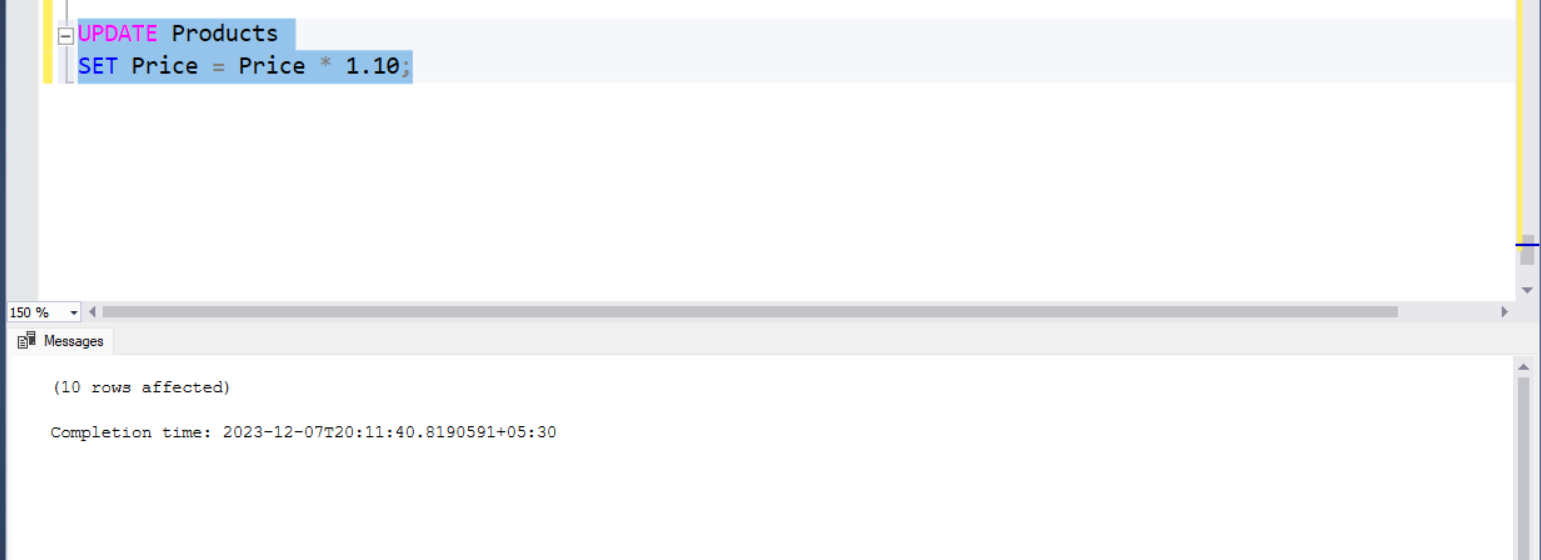 UPDATE Products
SET Price = Price * 1.10;
150 %
Messages
(10 rows affected)
Completion time: 2023-12-07T20:11:40.8190591+05:30